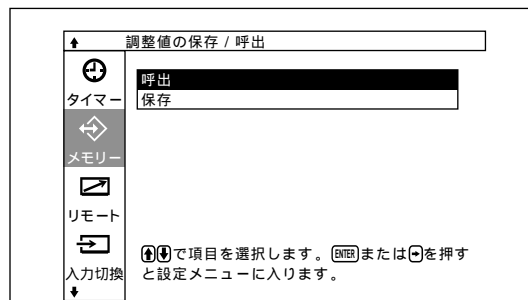 調整値の保存 / 呼出
タイマー
メモリー
リモート
入力切換
呼出
保存
で項目を選択します。ENTERまたは を押す
と設定メニューに入ります。